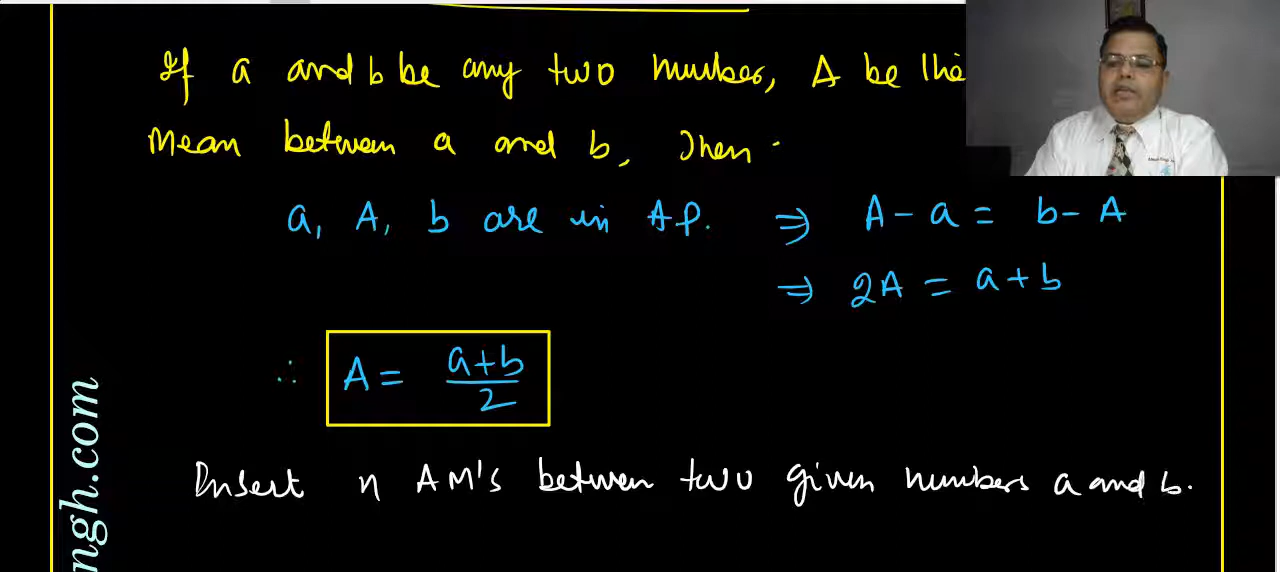 If a and b be any two number, A be the
Mean between a and b, Then
a, A, b are in A.P. ⇒ A - a = b - A
⇒ 2A = a + b
∴ A = a+b/2
Insert n AM's between two given numbers a and b.
ngh.com